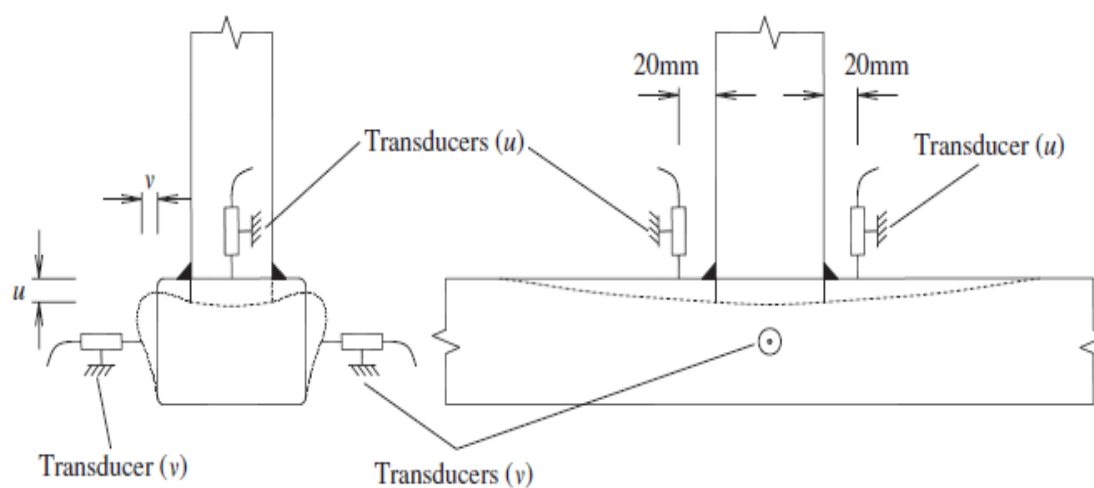 20mm
20mm
Transducers (u)
Transducer (u)
v
u
Transducer (v)
Transducers (v)